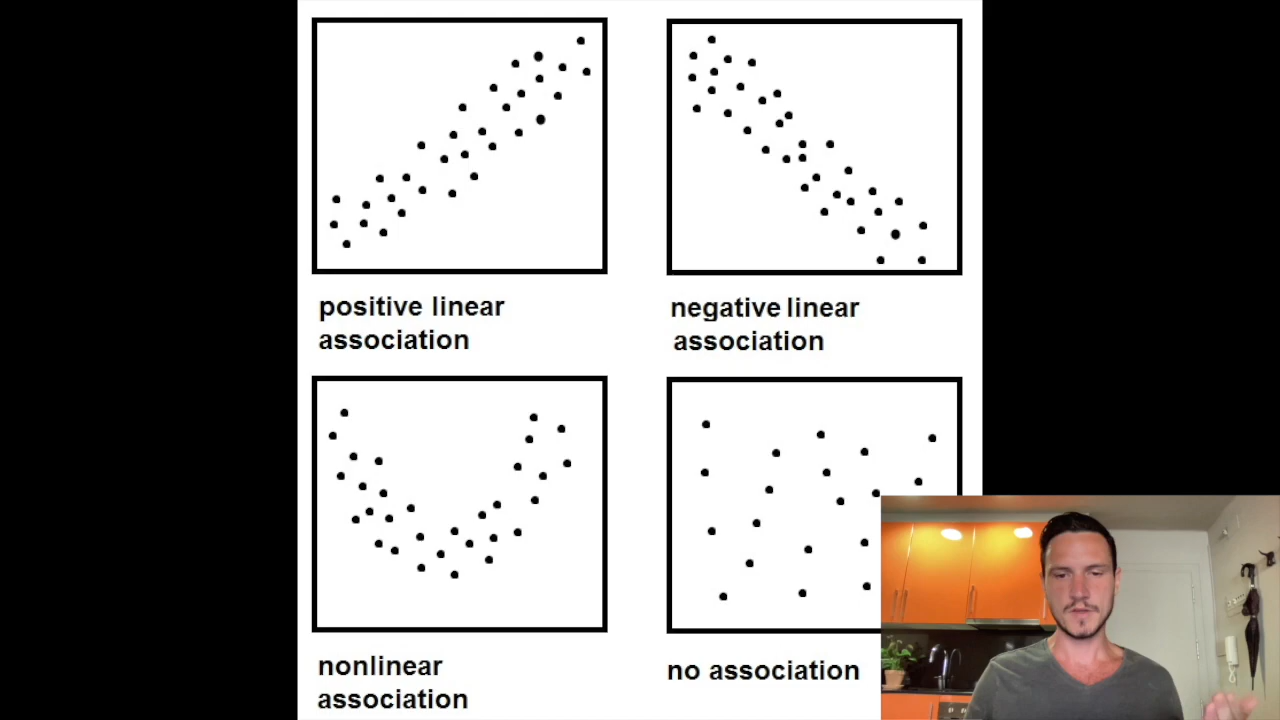 positive linear
association
negative linear
association
nonlinear
association
no association